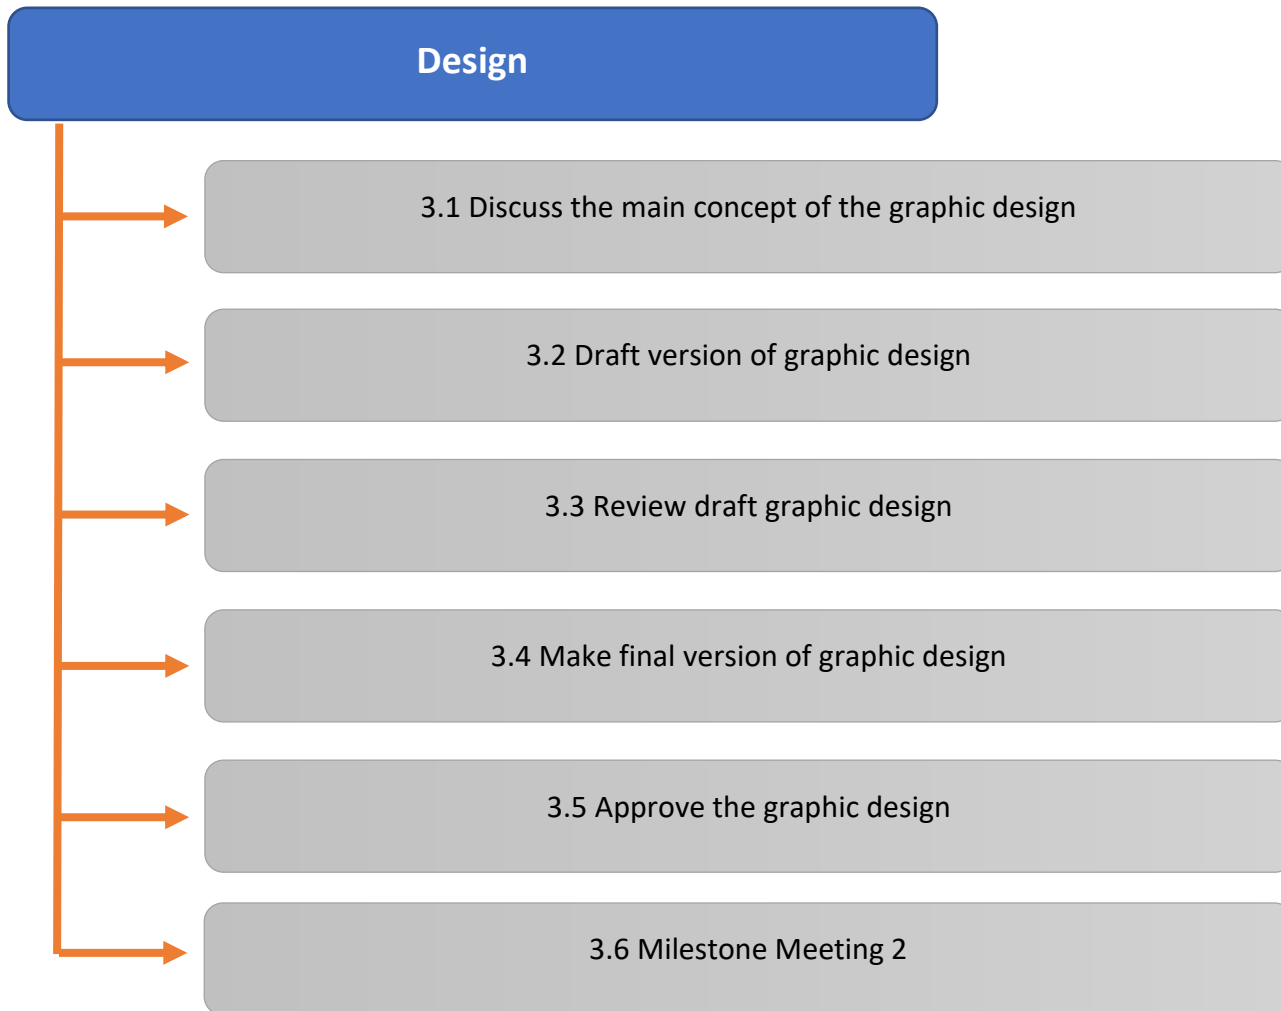 Design
3.1 Discuss the main concept of the graphic design
3.2 Draft version of graphic design
3.3 Review draft graphic design
3.4 Make final version of graphic design
3.5 Approve the graphic design
3.6 Milestone Meeting 2